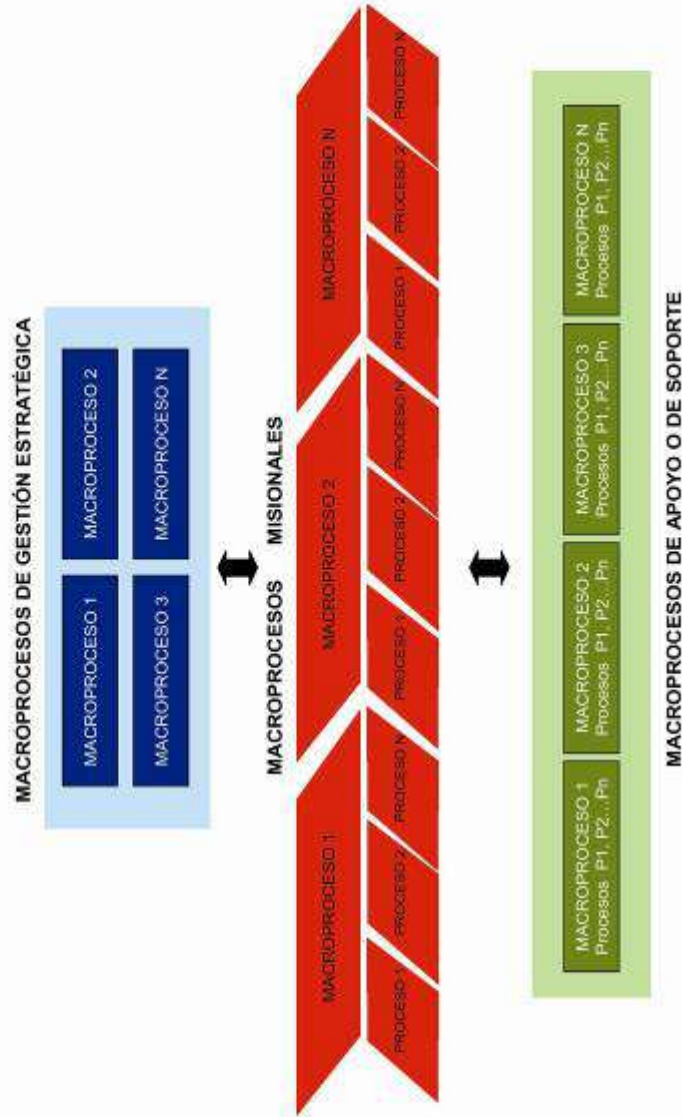 MACROPROCESOS DE GESTIÓN ESTRATÉGICA
MACROPROCESO 1
MACROPROCESO 2
MACROPROCESO 3
MACROPROCESO N
MACROPROCESOS MISIONALES
MACROPROCESO 1
MACROPROCESO 2
MACROPROCESO N
PROCESO 1
PROCESO 2
PROCESO N
PROCESO 1
PROCESO 2
PROCESO N
PROCESO 1
PROCESO 2
PROCESO N
MACROPROCESO 1
Procesos P1, P2...Pn
MACROPROCESO 2
Procesos P1, P2...Pn
MACROPROCESO 3
Procesos P1, P2...Pn
MACROPROCESO N
Procesos P1, P2...Pn
MACROPROCESOS DE APOYO O DE SOPORTE